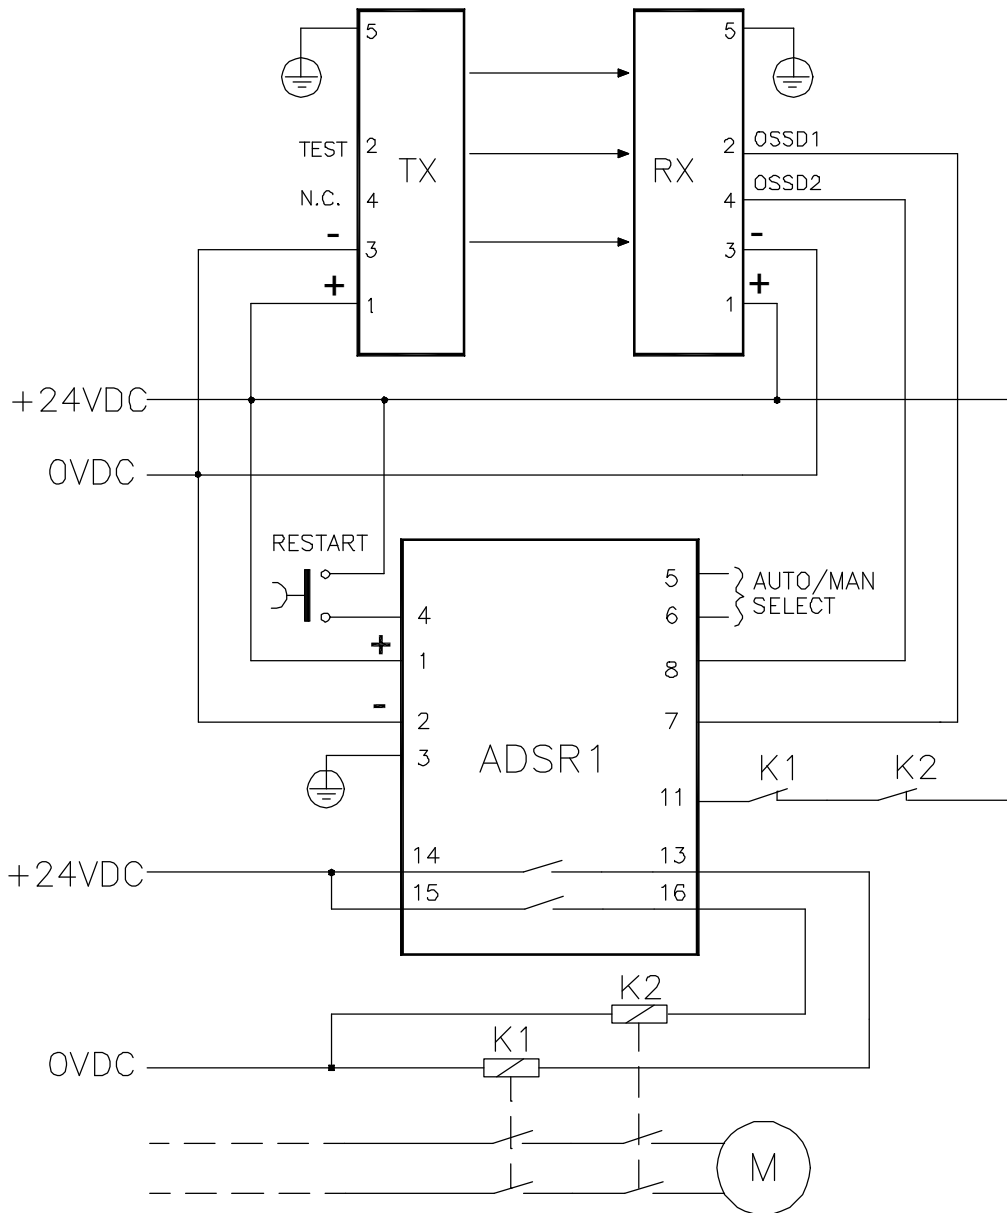 5
5
TEST 2
TX
RX
2 OSSD1
N.C. 4
4 OSSD2
- 3
3 -
+ 1
1 +
+24VDC
0VDC
RESTART
4
5
6
AUTO/MAN
SELECT
+ 1
8
- 2
7
3
ADSR1
11
K1
K2
+24VDC
14
13
15
16
K2
K1
0VDC
M